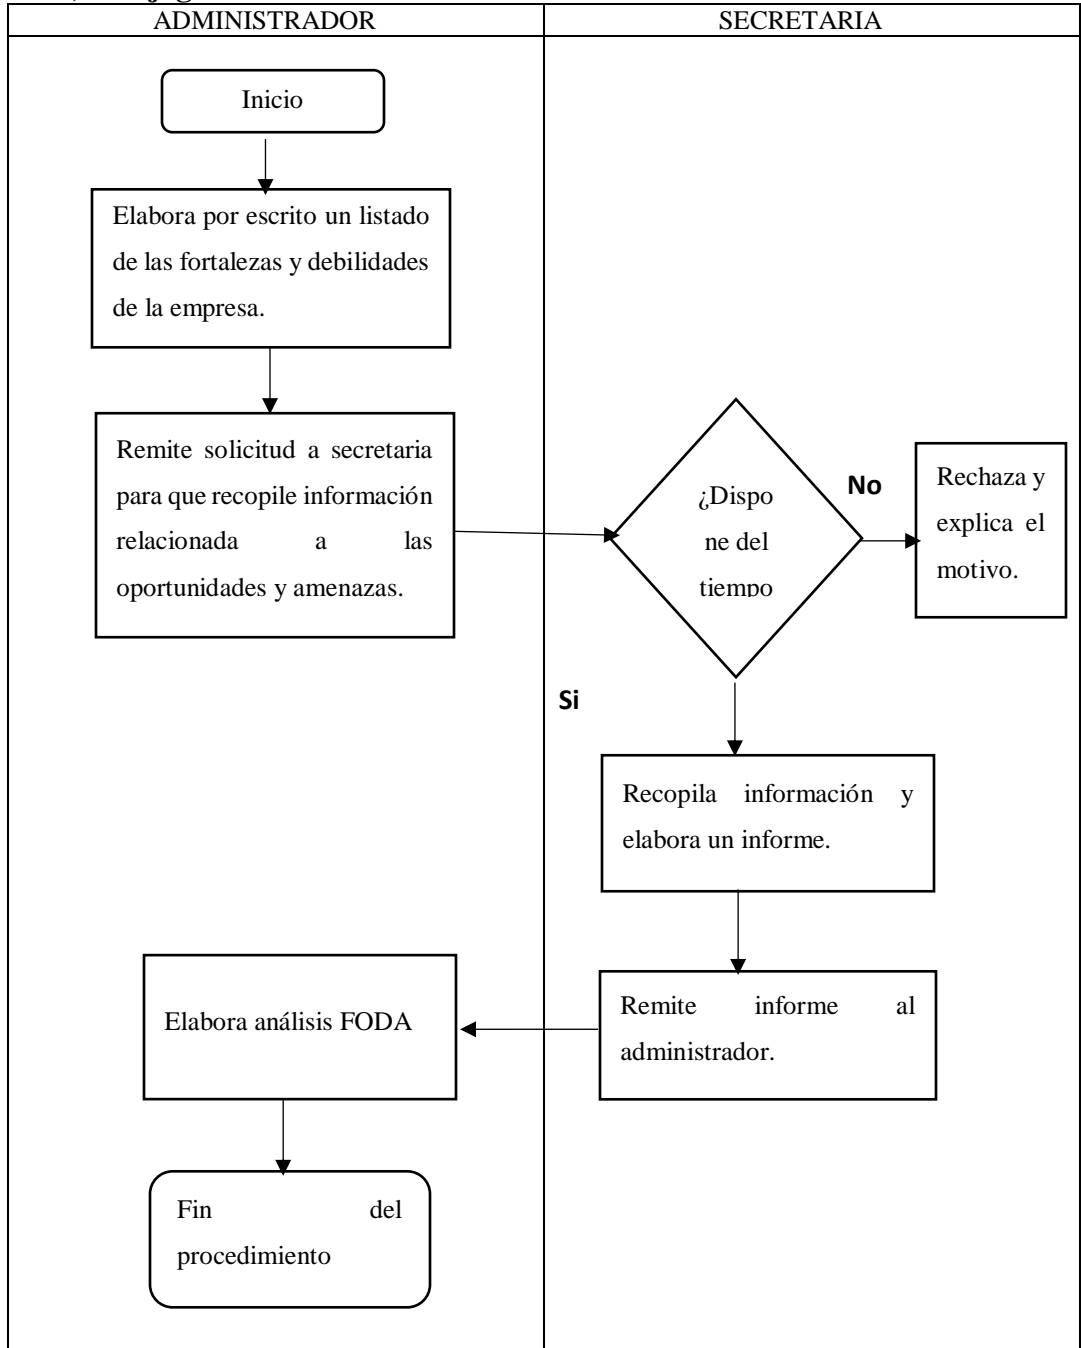 ADMINISTRADOR
SECRETARIA
Inicio
Elabora por escrito un listado
de las fortalezas y debilidades
de la empresa.
Remite solicitud a secretaria
para que recopile información
relacionada a las
oportunidades y amenazas.
¿Dispo
ne del
tiempo
No
Rechaza y
explica el
motivo.
Si
Recopila información y
elabora un informe.
Remite informe al
administrador.
Elabora análisis FODA
Fin del
procedimiento